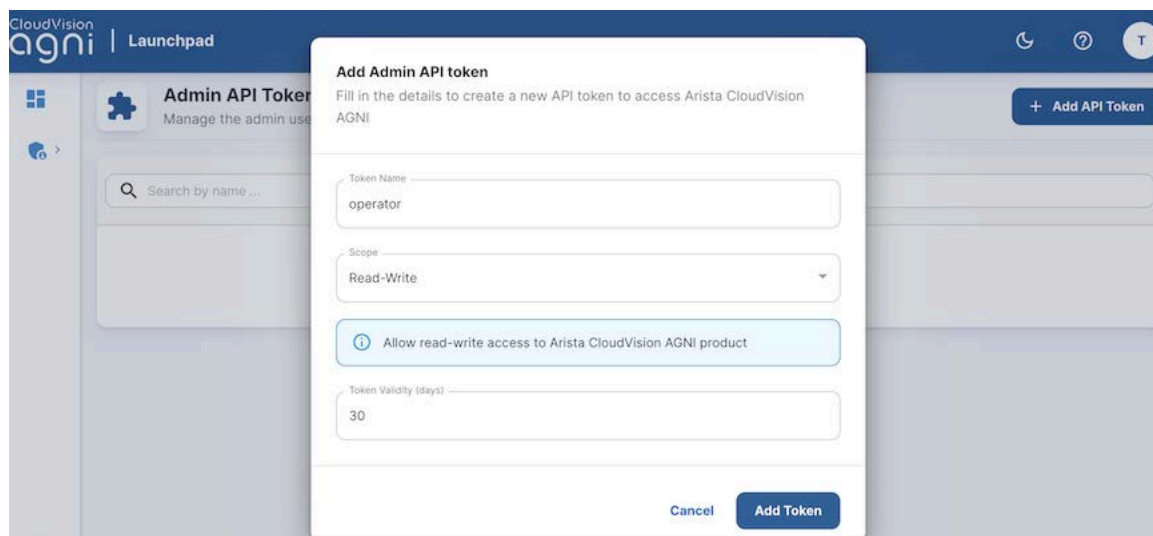 CloudVision
agni | Launchpad
T
Admin API Token
Manage the admin use
+ Add API Token
Search by name ...
Add Admin API token
Fill in the details to create a new API token to access Arista CloudVision
AGNI
Token Name
operator
Scope
Read-Write
Allow read-write access to Arista CloudVision AGNI product
Token Validity (days)
30
Cancel
Add Token